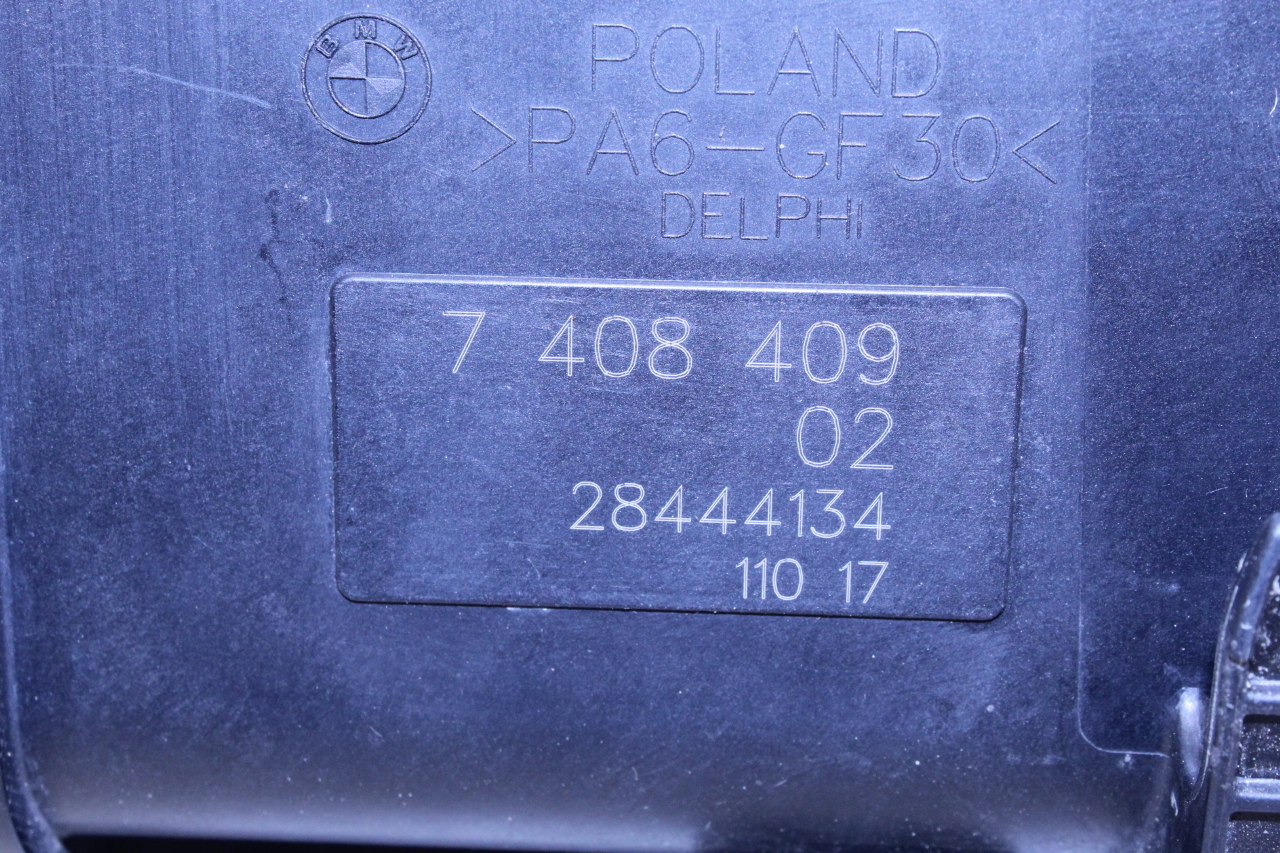 BMW
POLAND
>PA6-GF30<
DELPHI
7 408 409
02
28444134
110 17